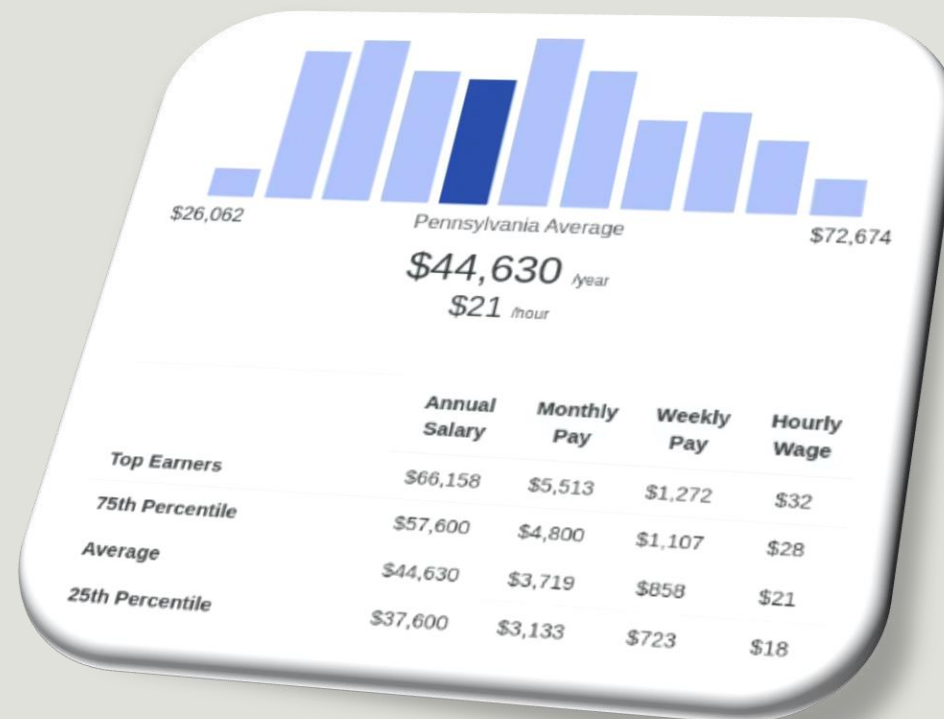 $26,062 Pennsylvania Average $72,674
$44,630 /year
$21 /hour
Annual Salary Monthly Pay Weekly Pay Hourly Wage
Top Earners $66,158 $5,513 $1,272 $32
75th Percentile $57,600 $4,800 $1,107 $28
Average $44,630 $3,719 $858 $21
25th Percentile $37,600 $3,133 $723 $18